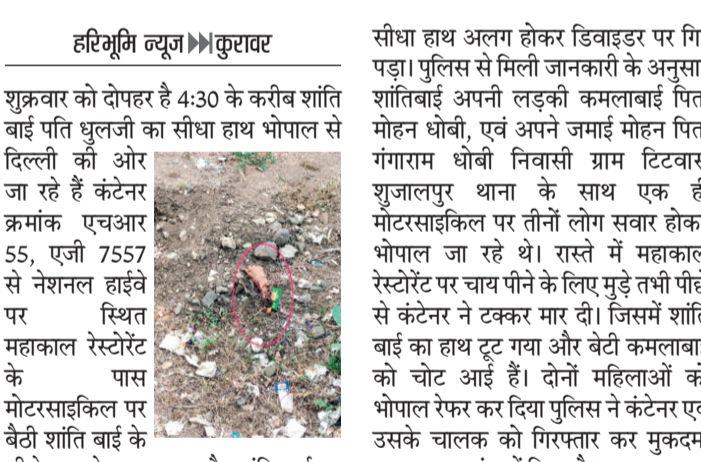 हरिभूमि न्यूज कुरावर
शुक्रवार को दोपहर है 4:30 के करीब शांति
बाई पति धुलजी का सीधा हाथ भोपाल से
दिल्ली की ओर
जा रहे हैं कंटेनर
क्रमांक एचआर
55, एजी 7557
से नेशनल हाईवे
पर स्थित
महाकाल रेस्टोरेंट
के पास
मोटरसाइकिल पर
बैठी शांति बाई के
सीधा हाथ अलग होकर डिवाइडर पर गि
पड़ा। पुलिस से मिली जानकारी के अनुसा
शांतिबाई अपनी लड़की कमलाबाई पित
मोहन धोबी, एवं अपने जमाई मोहन पित
गंगाराम धोबी निवासी ग्राम टिटवास
शुजालपुर थाना के साथ एक ह
मोटरसाइकिल पर तीनों लोग सवार होक
भोपाल जा रहे थे। रास्ते में महाकाल
रेस्टोरेंट पर चाय पीने के लिए मुड़े तभी पीछे
से कंटेनर ने टक्कर मार दी। जिसमें शांति
बाई का हाथ टूट गया और बेटी कमलाबा
को चोट आई हैं। दोनों महिलाओं क
भोपाल रेफर कर दिया पुलिस ने कंटेनर एव
उसके चालक को गिरफ्तार कर मुकदम